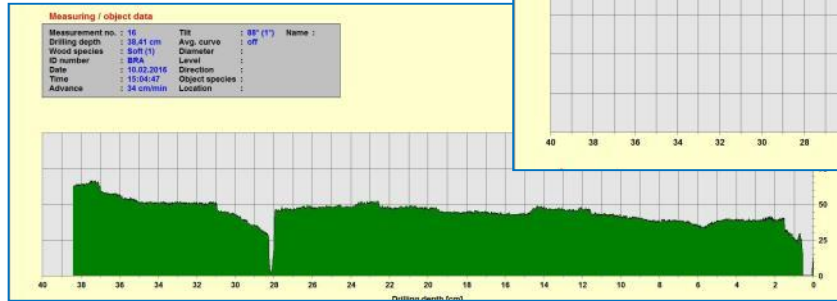 Measuring / object data
Measurement no. : 16 Tilt : 88° (1°) Name :
Drilling depth : 38,41 cm Avg. curve : off
Wood species : Soft (1) Diameter :
ID number : BRA Level :
Date : 10.02.2016 Direction :
Time : 15:04:47 Object species :
Advance : 34 cm/min Location :
40 38 36 34 32 30 28
50
25
0
40 38 36 34 32 30 28 26 24 22 20 18 16 14 12 10 8 6 4 2 0
Drilling depth [cm]